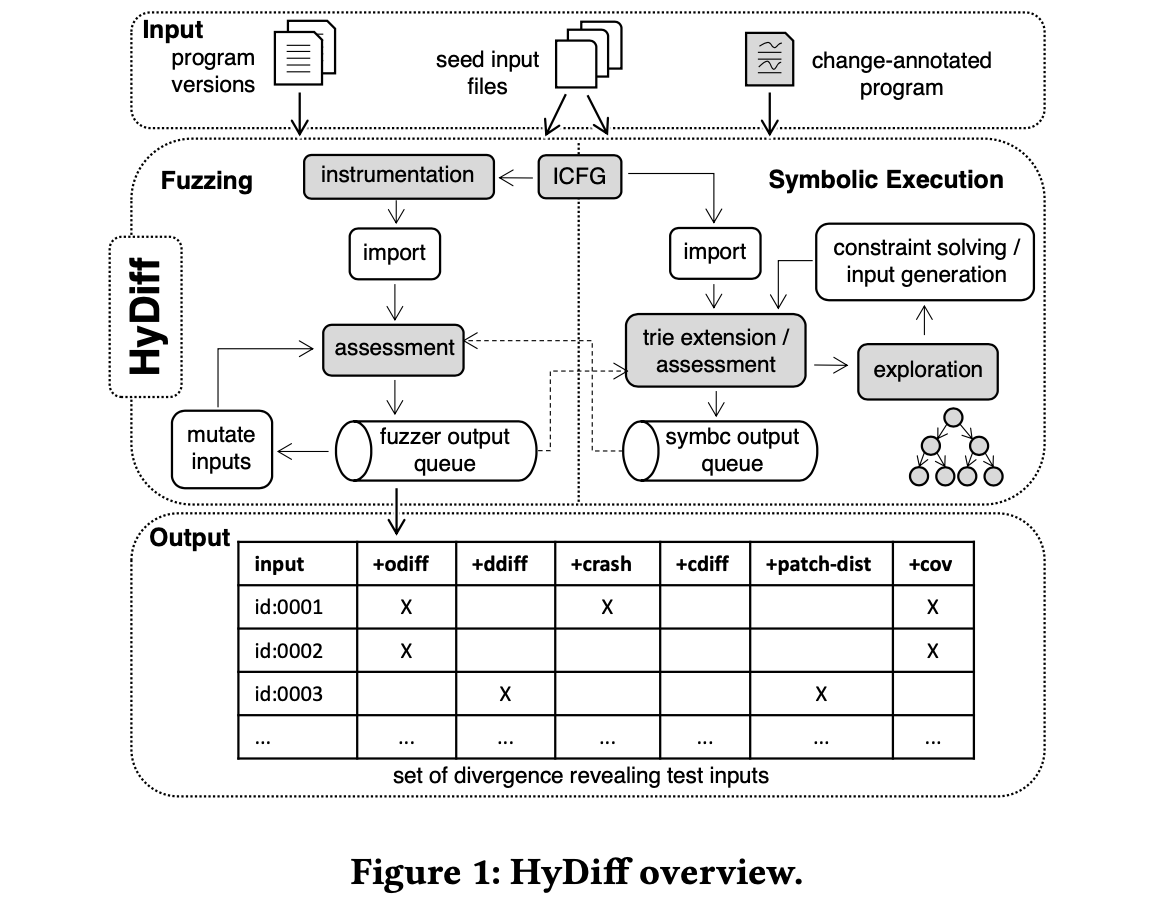 Input
program
versions
seed input
files
change-annotated
program
HyDiff
Fuzzing
instrumentation
ICFG
Symbolic Execution
import
import
constraint solving /
input generation
assessment
trie extension /
assessment
exploration
mutate
inputs
fuzzer output
queue
symbc output
queue
Output
input +odiff +ddiff +crash +cdiff +patch-dist +cov
id:0001 X X X
id:0002 X X
id:0003 X X
... ... ... ... ... ... ...
set of divergence revealing test inputs
Figure 1: HyDiff overview.